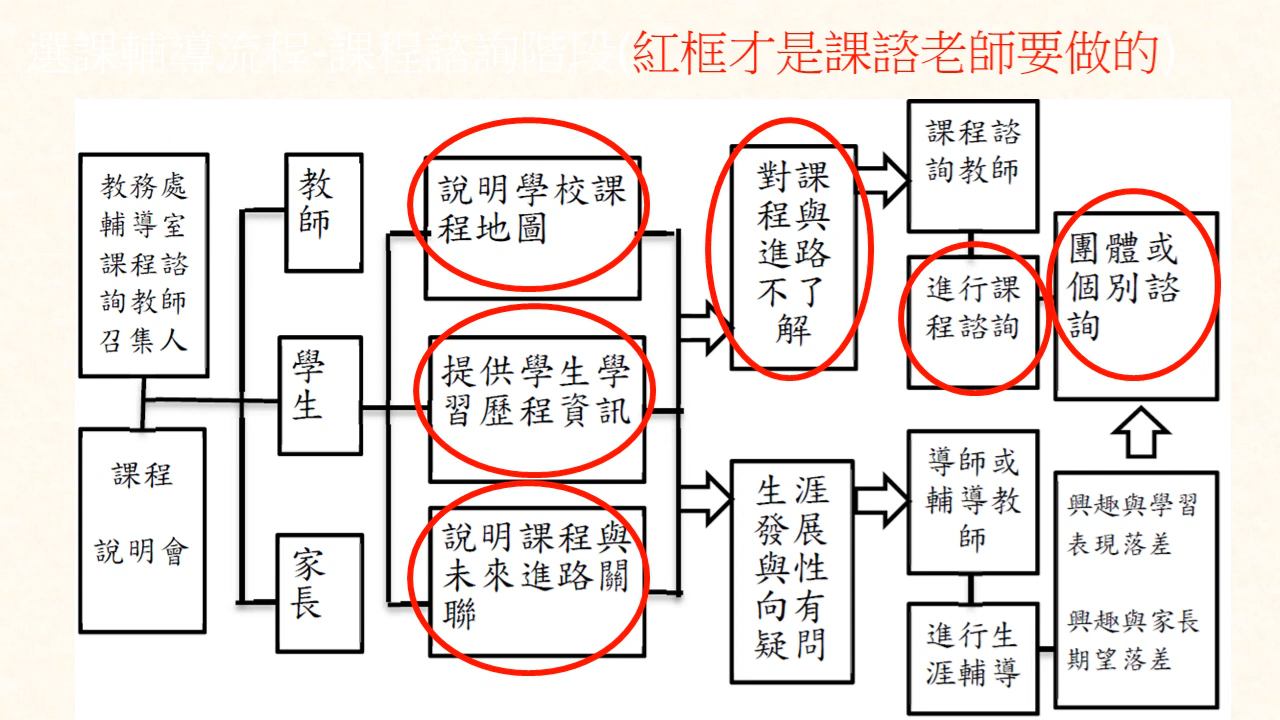 選課輔導流程-課程諮詢階段(紅框才是課諮老師要做的)
教務處
輔導室
課程諮
詢教師
召集人
課程
說明會
教
師
學
生
家
長
說明學校課
程地圖
提供學生學
習歷程資訊
說明課程與
未來進路關
聯
對課
程與
進路
不了
解
生涯
發展
與性
向有
疑問
課程諮
詢教師
進行課
程諮詢
團體或
個別諮
詢
導師或
輔導教
師
進行生
涯輔導
興趣與學習
表現落差
興趣與家長
期望落差